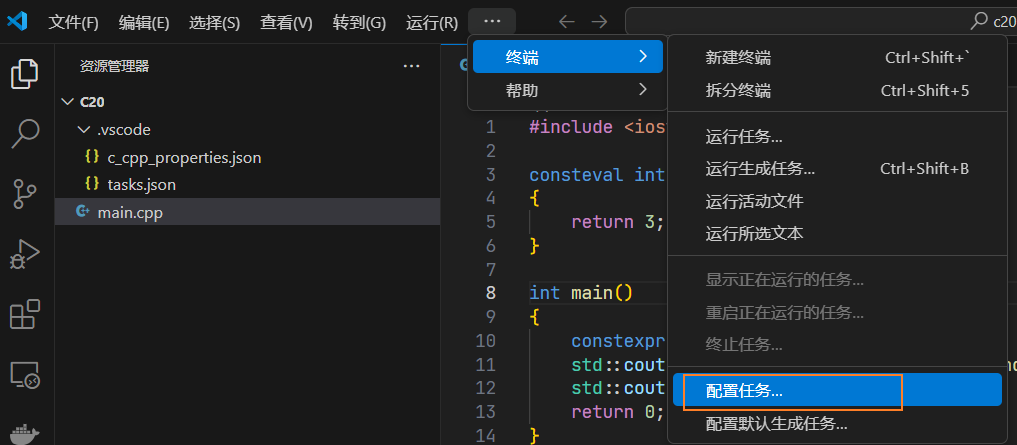 文件(F) 编辑(E) 选择(S) 查看(V) 转到(G) 运行(R) ··· c20
资源管理器 ···
C20
.vscode
c_cpp_properties.json
tasks.json
main.cpp
终端
帮助
新建终端 Ctrl+Shift+`
拆分终端 Ctrl+Shift+5
运行任务...
运行生成任务... Ctrl+Shift+B
运行活动文件
运行所选文本
显示正在运行的任务...
重启正在运行的任务...
终止任务...
配置任务...
配置默认生成任务...
1 #include <ios
2
3 consteval int
4 {
5 return 3;
6 }
7
8 int main()
9 {
10 constexpr
11 std::cout
12 std::cout
13 return 0;
14 }